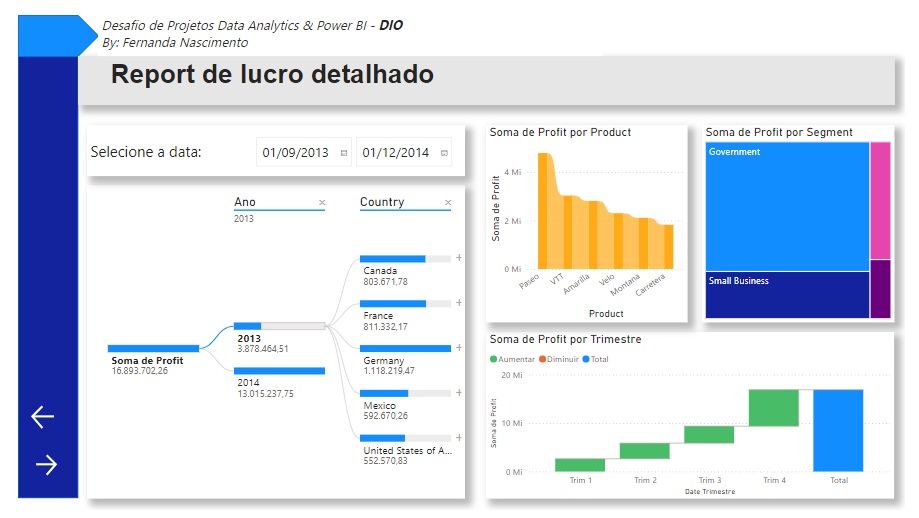 Desafio de Projetos Data Analytics & Power BI - DIO
By: Fernanda Nascimento
Report de lucro detalhado
Selecione a data:
01/09/2013
01/12/2014
Ano
2013
Country
Soma de Profit
16.893.702,26
2013
3.878.464,51
2014
13.015.237,75
Canada
803.671,78
France
811.332,17
Germany
1.118.219,47
Mexico
592.670,26
United States of A...
552.570,83
Soma de Profit por Product
Soma de Profit
4 Mi
2 Mi
0 Mi
Paseo
VTT
Amarilla
Velo
Montana
Carretera
Product
Soma de Profit por Segment
Government
Small Business
Soma de Profit por Trimestre
Aumentar Diminuir Total
Soma de Profit
20 Mi
10 Mi
0 Mi
Trim 1
Trim 2
Trim 3
Trim 4
Total
Date Trimestre